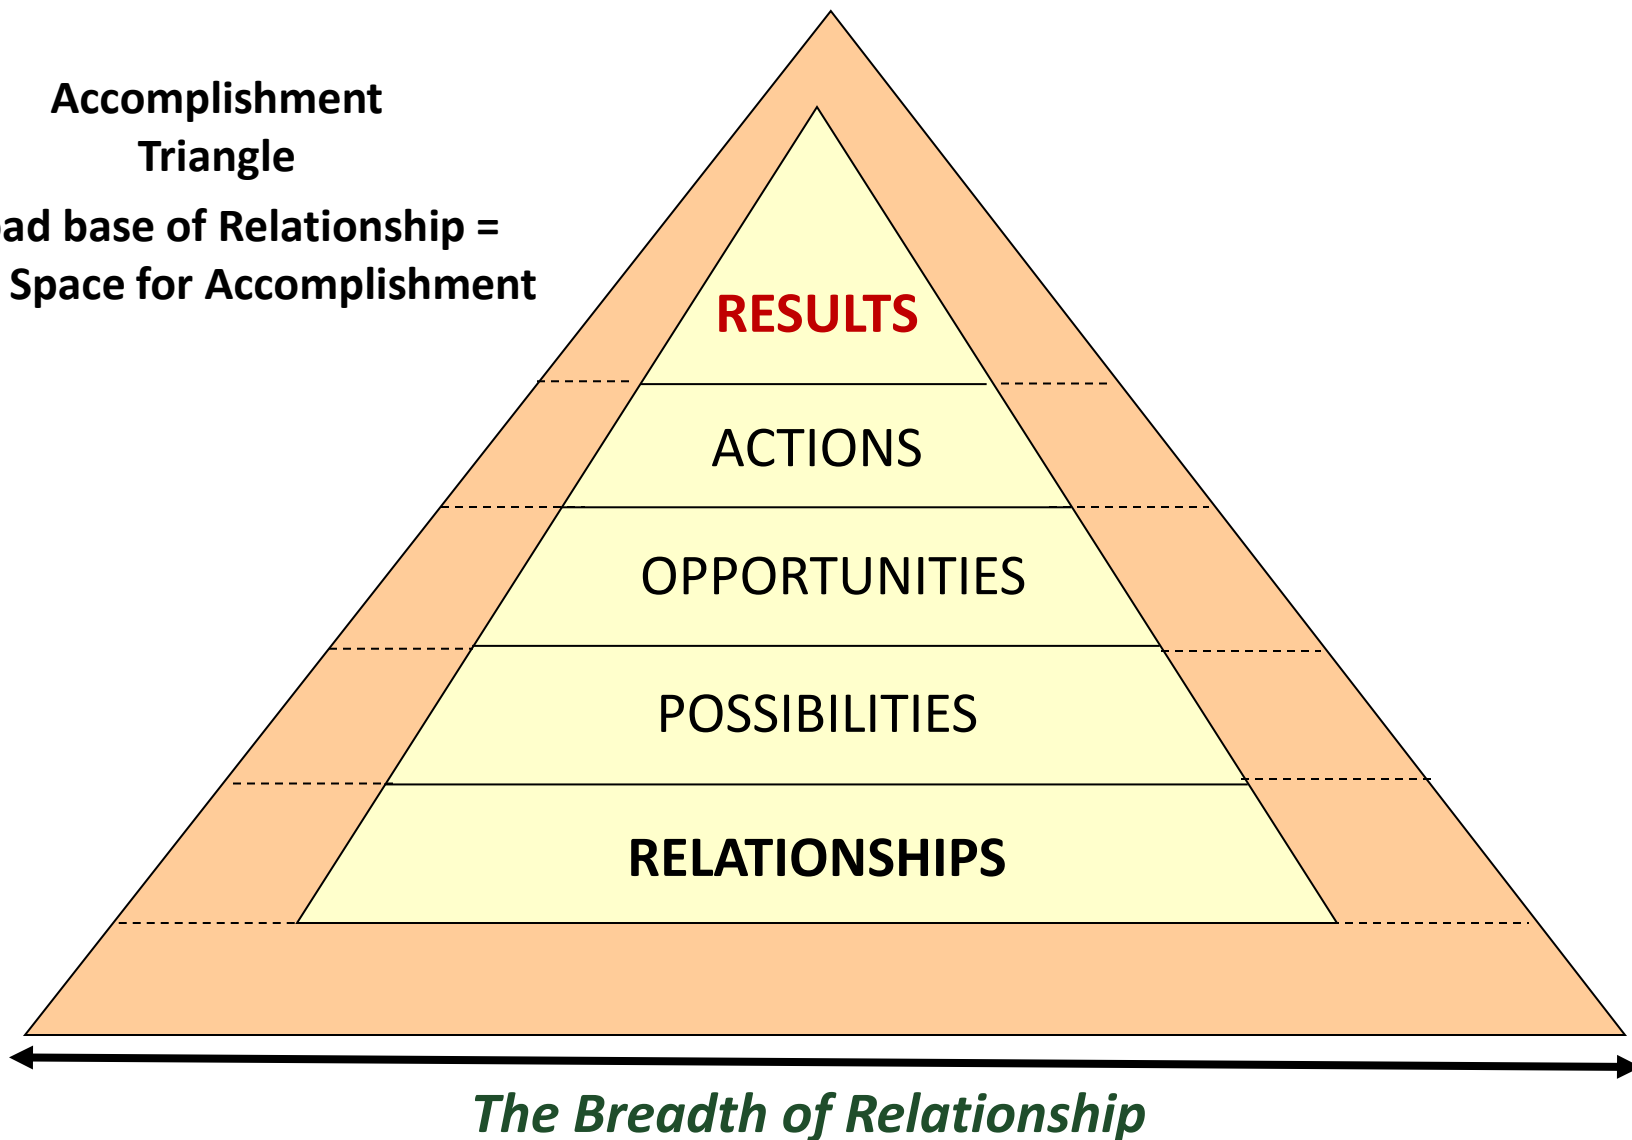 Accomplishment
Triangle
ad base of Relationship =
Space for Accomplishment
RESULTS
ACTIONS
OPPORTUNITIES
POSSIBILITIES
RELATIONSHIPS
The Breadth of Relationship